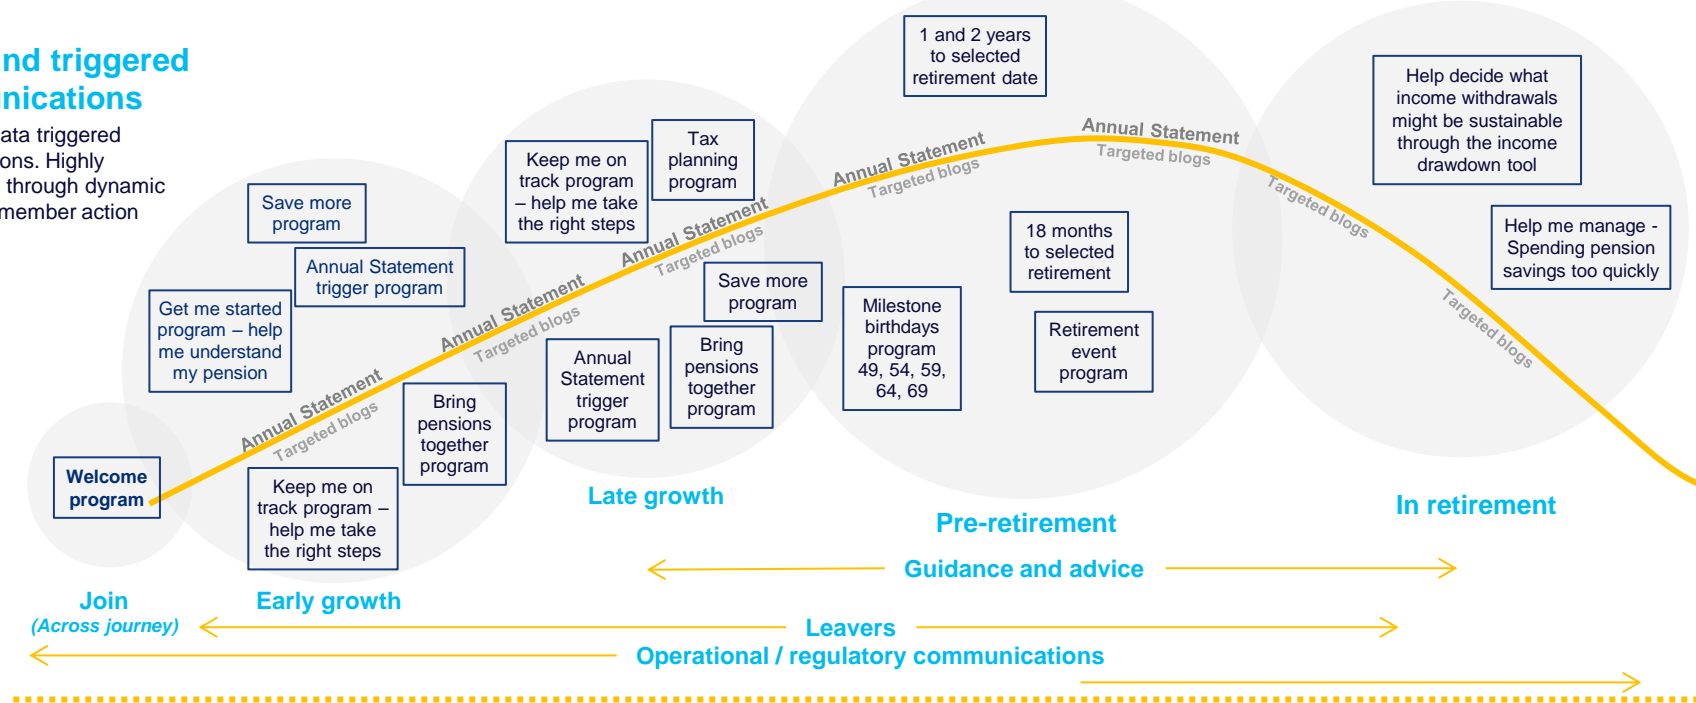 nd triggered
nications
ata triggered
ons. Highly
through dynamic
member action
Welcome
program
Join
(Across journey)
Save more
program
Annual Statement
trigger program
Get me started
program – help
me understand
my pension
Annual Statement
Targeted blogs
Bring
pensions
together
program
Keep me on
track program –
help me take
the right steps
Early growth
Keep me on
track program
– help me take
the right steps
Tax
planning
program
Annual Statement
Targeted blogs
Annual Statement
Targeted blogs
Save more
program
Annual
Statement
trigger
program
Bring
pensions
together
program
Late growth
1 and 2 years
to selected
retirement date
Annual Statement
Targeted blogs
Annual Statement
Targeted blogs
18 months
to selected
retirement
Milestone
birthdays
program
49, 54, 59,
64, 69
Retirement
event
program
Pre-retirement
Help decide what
income withdrawals
might be sustainable
through the income
drawdown tool
Targeted blogs
Help me manage -
Spending pension
savings too quickly
Targeted blogs
In retirement
Guidance and advice
Leavers
Operational / regulatory communications